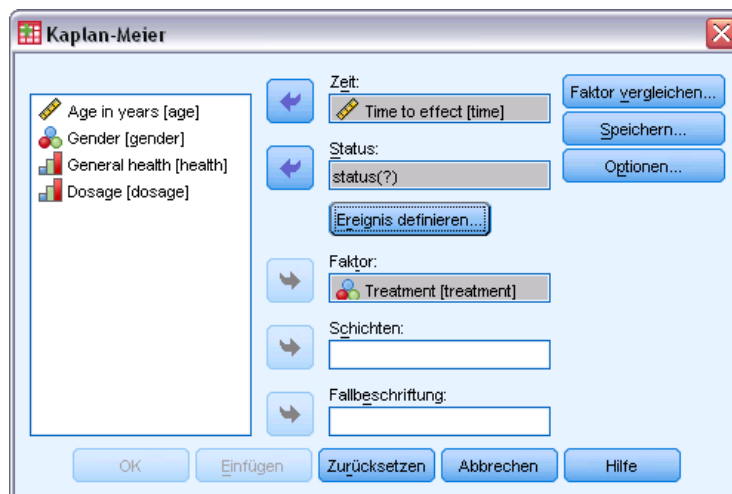 Kaplan-Meier
Age in years [age]
Gender [gender]
General health [health]
Dosage [dosage]
Zeit:
Time to effect [time]
Status:
status(?)
Ereignis definieren...
Faktor:
Treatment [treatment]
Schichten:
Fallbeschriftung:
Faktor vergleichen...
Speichern...
Optionen...
OK
Einfügen
Zurücksetzen
Abbrechen
Hilfe